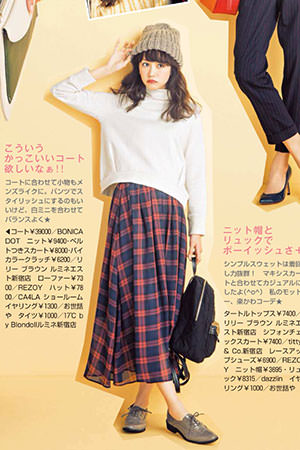 こういう
かっこいいコート
欲しいなぁ!!
コートに合わせて小物もメ
ンズライクに。パンツでス
タイリッシュにするのもい
いけど、白ミニを合わせて
バランスよく★
◀コート¥39000/BONICA
DOT ニット¥9400・ベル
トつきスカート¥8000・バイ
カラークラッチ¥6200/リ
リー ブラウン ルミネエス
ト新宿店 ローファー¥73
00/REZOY ハット¥78
00/CA4LA ショールーム
イヤリング¥1300/お世話
や タイツ¥1000/17℃ b
y Blondollルミネ新宿店
ニット帽と
リュックで
ボーイッシュさ
シンプルスウェットは着回
し力抜群! マキシスカー
トと合わせてカジュアルに
したよ(^o^) 私のモット
ー、楽かわコーデ★
タートルトップス¥7400・
リリー ブラウン ルミネエ
スト新宿店 シフォンチェ
ックスカート¥7400/titty
& Co.新宿店 レースアッ
プシューズ¥6900/REZO
Y ニット帽¥3695・リュ
ック¥8315/dazzlin イヤ
リング¥1000/お世話や